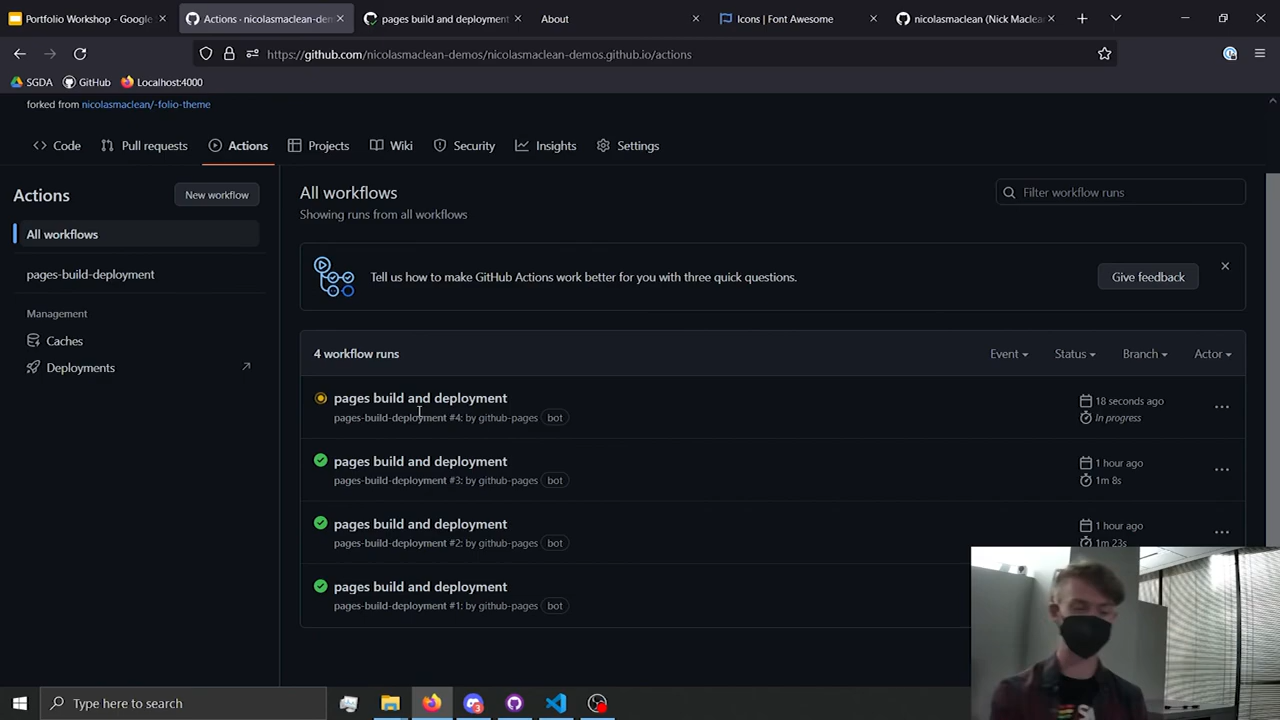 Portfolio Workshop - Google
Actions · nicolasmaclean-dem
pages build and deployment
About
Icons | Font Awesome
nicolasmaclean (Nick Maclea
https://github.com/nicolasmaclean-demos/nicolasmaclean-demos.github.io/actions
SGDA
GitHub
Localhost:4000
forked from nicolasmaclean/-folio-theme
Code
Pull requests
Actions
Projects
Wiki
Security
Insights
Settings
Actions
New workflow
All workflows
pages-build-deployment
Management
Caches
Deployments
All workflows
Showing runs from all workflows
Filter workflow runs
Tell us how to make GitHub Actions work better for you with three quick questions.
Give feedback
4 workflow runs
Event
Status
Branch
Actor
pages build and deployment
pages-build-deployment #4: by github-pages bot
18 seconds ago
In progress
pages build and deployment
pages-build-deployment #3: by github-pages bot
1 hour ago
1m 8s
pages build and deployment
pages-build-deployment #2: by github-pages bot
1 hour ago
1m 23s
pages build and deployment
pages-build-deployment #1: by github-pages bot
Type here to search